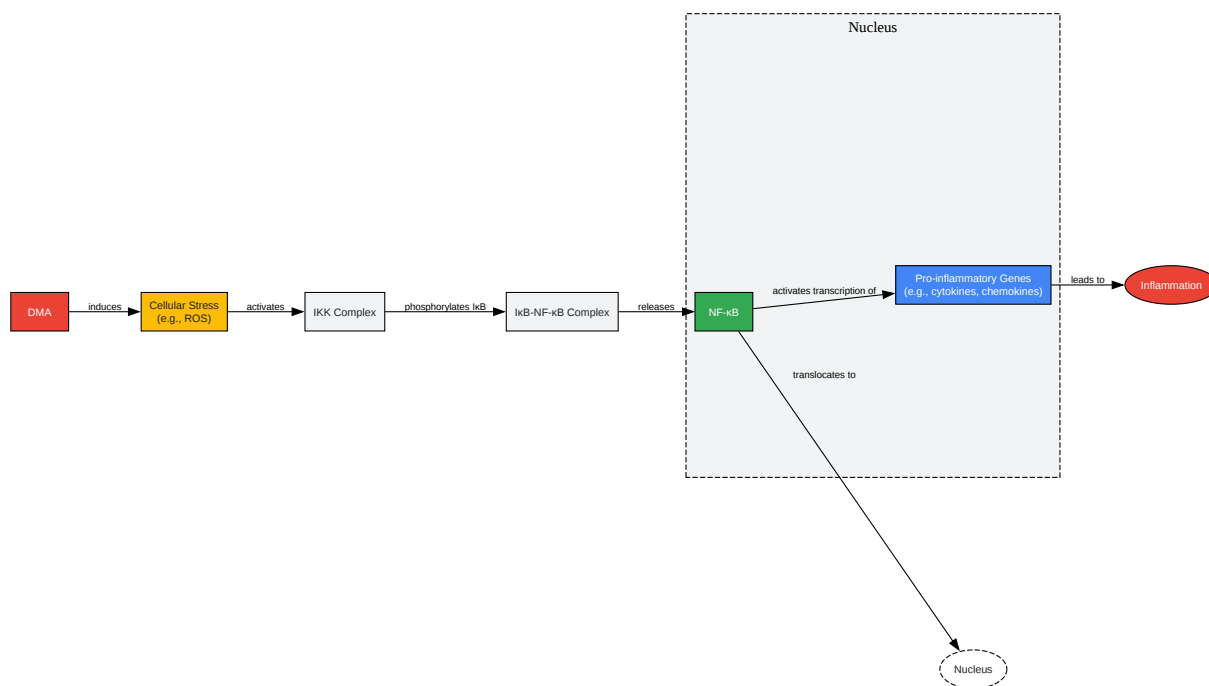 Nucleus
DMA
induces
Cellular Stress
(e.g., ROS)
activates
IKK Complex
phosphorylates IκB
IκB-NF-κB Complex
releases
NF-κB
activates transcription of
Pro-inflammatory Genes
(e.g., cytokines, chemokines)
leads to
Inflammation
translocates to
Nucleus